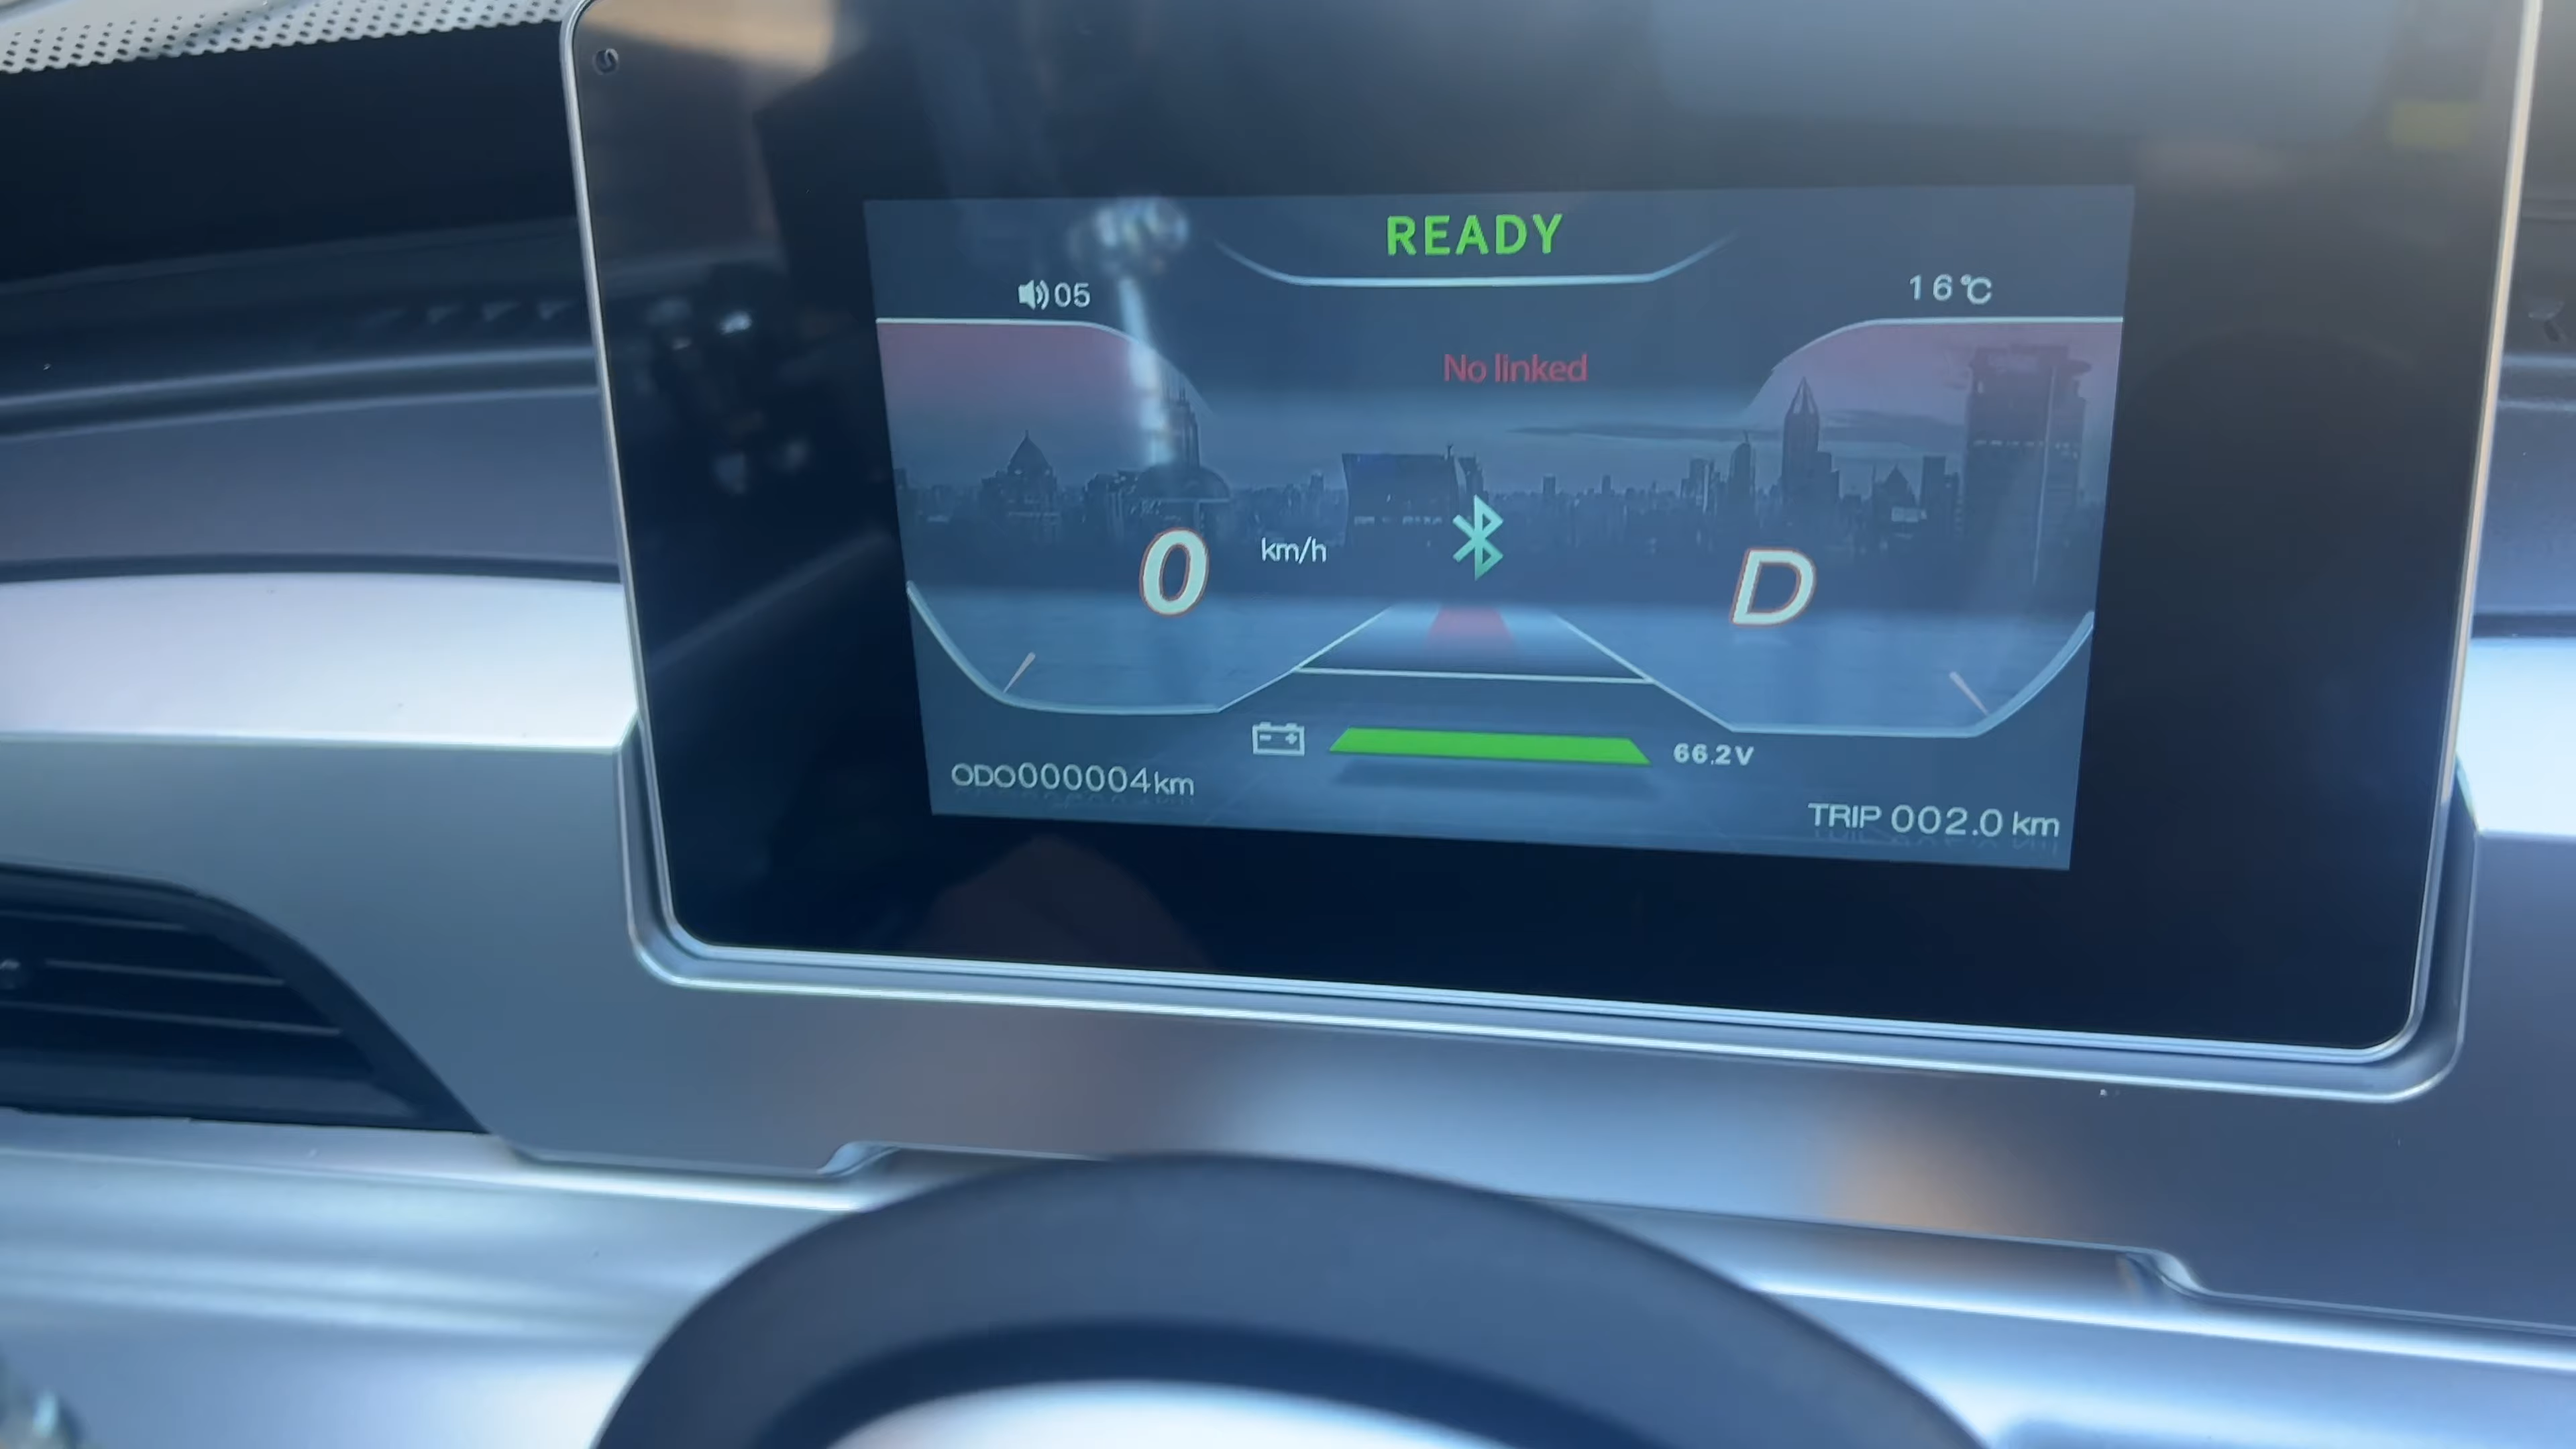 READY
05
16℃
No linked
0
km/h
D
66.2V
ODO000004km
TRIP 002.0 km